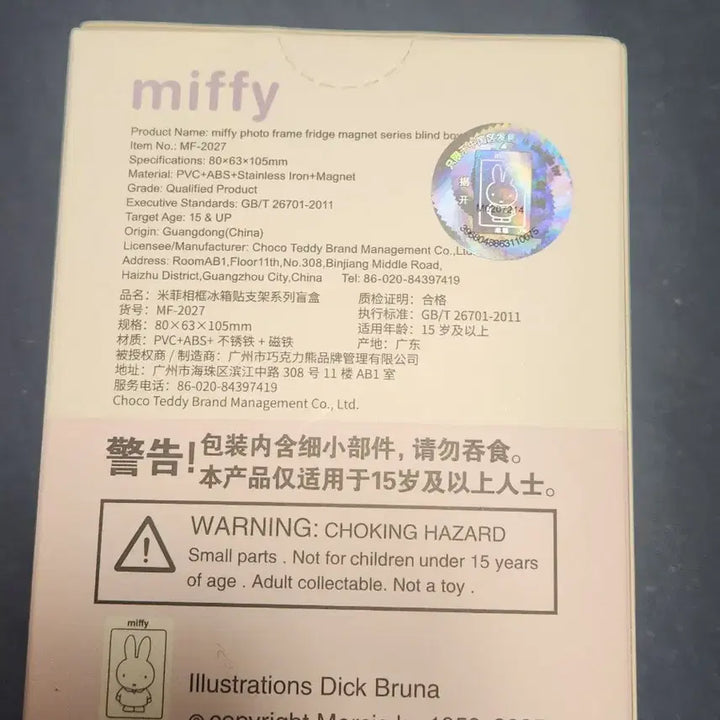 miffy
Product Name: miffy photo frame fridge magnet series blind box
Item No.: MF-2027
Specifications: 80×63×105mm
Material: PVC+ABS+Stainless Iron+Magnet
Grade: Qualified Product
Executive Standards: GB/T 26701-2011
Target Age: 15 & UP
Origin: Guangdong(China)
Licensee/Manufacturer: Choco Teddy Brand Management Co.,Ltd.
Address: RoomAB1,Floor11th,No.308,Binjiang Middle Road,
Haizhu District,Guangzhou City,China Tel: 86-020-84397419
揭开
品名：米菲相框冰箱贴支架系列盲盒 质检证明：合格
货号：MF-2027 执行标准：GB/T 26701-2011
规格：80×63×105mm 适用年龄：15 岁及以上
材质：PVC+ABS+ 不锈铁 + 磁铁 产地：广东
被授权商 / 制造商：广州市巧克力熊品牌管理有限公司
地址：广州市海珠区滨江中路 308 号 11 楼 AB1 室
服务电话：86-020-84397419
Choco Teddy Brand Management Co., Ltd.
警告！包装内含细小部件，请勿吞食。
本产品仅适用于15岁及以上人士。
WARNING: CHOKING HAZARD
Small parts . Not for children under 15 years
of age . Adult collectable. Not a toy .
miffy
Illustrations Dick Bruna
© copyright Mercis bv,